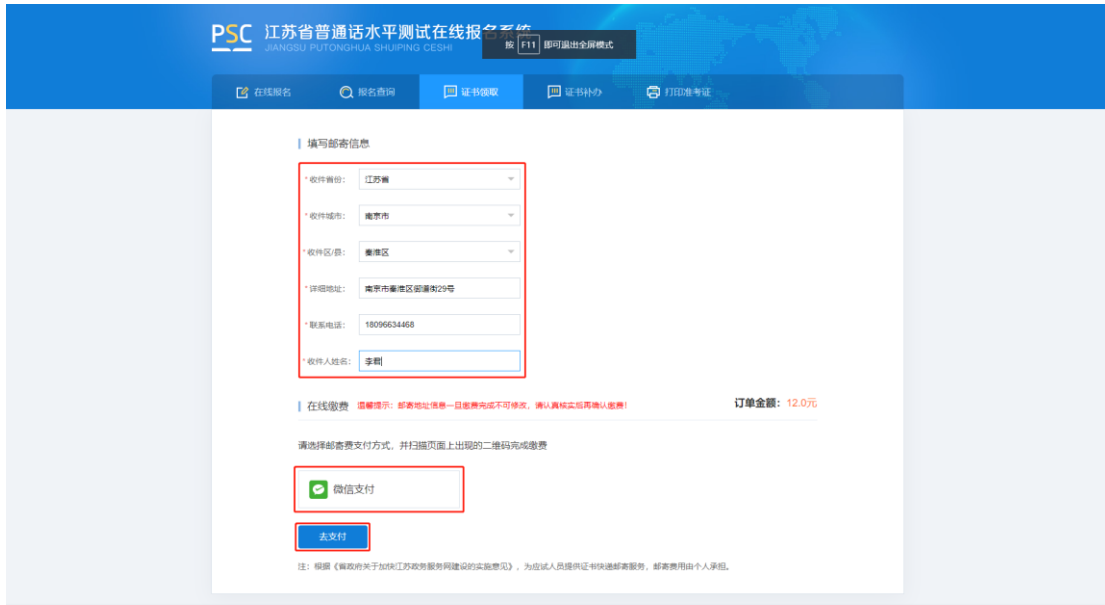 PSC 江苏省普通话水平测试在线报名系统
JIANGSU PUTONGHUA SHUIPING CESHI
按 F11 即可退出全屏模式
在线报名 报名查询 证书领取 证书补办 打印准考证
填写邮寄信息
*收件省份: 江苏省
*收件城市: 南京市
*收件区/县: 秦淮区
*详细地址: 南京市秦淮区御道街29号
*联系电话: 18096634468
*收件人姓名: 李君
在线缴费 温馨提示:邮寄地址信息一旦缴费完成不可修改,请认真核实后再确认缴费! 订单金额:12.0元
请选择邮寄费支付方式,并扫描页面上出现的二维码完成缴费
微信支付
去支付
注:根据《省政府关于加快江苏政务服务网建设的实施意见》,为应试人员提供证书快递邮寄服务,邮寄费用由个人承担。